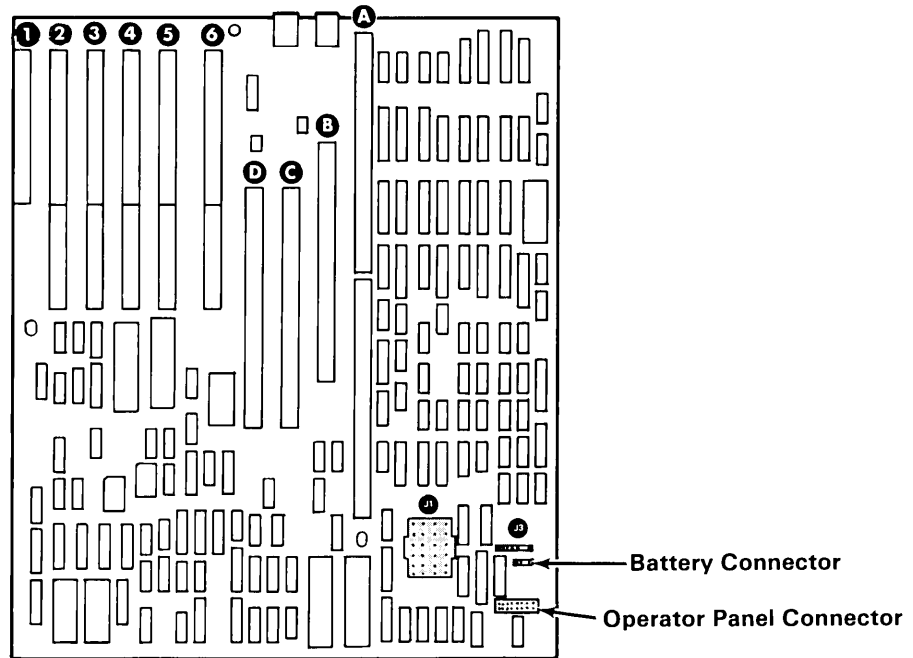 A
1 2 3 4 5 6
B
D C
J1
J3
Battery Connector
Operator Panel Connector